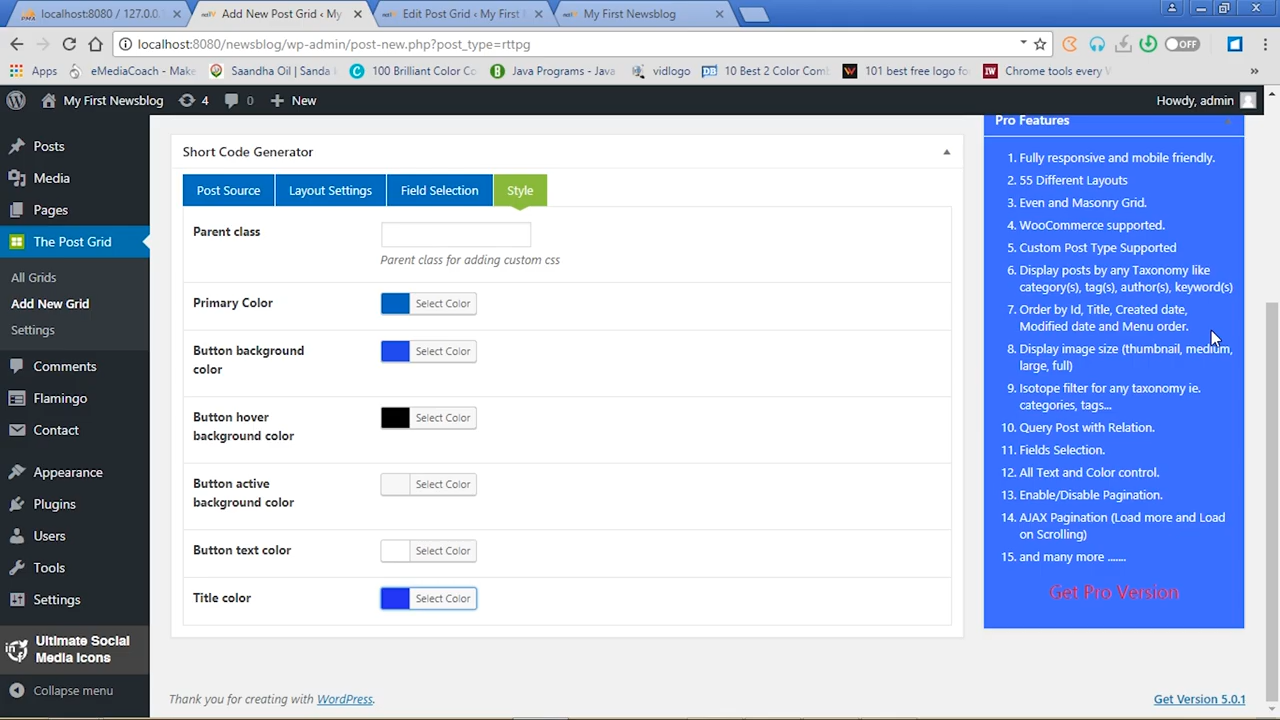 localhost:8080 / 127.0.0.
Add New Post Grid ‹ My
Edit Post Grid ‹ My First
My First Newsblog
localhost:8080/newsblog/wp-admin/post-new.php?post_type=rttpg
OFF
Apps
eMediaCoach - Make
Saandha Oil | Sanda
100 Brilliant Color Co
Java Programs - Java
vidlogo
10 Best 2 Color Comb
101 best free logo fo
Chrome tools every
My First Newsblog
4
0
New
Howdy, admin
Posts
Media
Pages
The Post Grid
All Grids
Add New Grid
Settings
Comments
Flamingo
Contact
Appearance
Plugins
Users
Tools
Settings
Ultimate Social
Media Icons
Collapse menu
Short Code Generator
Post Source
Layout Settings
Field Selection
Style
Parent class
Parent class for adding custom css
Primary Color
Select Color
Button background
color
Select Color
Button hover
background color
Select Color
Button active
background color
Select Color
Button text color
Select Color
Title color
Select Color
Pro Features
1. Fully responsive and mobile friendly.
2. 55 Different Layouts
3. Even and Masonry Grid.
4. WooCommerce supported.
5. Custom Post Type Supported
6. Display posts by any Taxonomy like
category(s), tag(s), author(s), keyword(s)
7. Order by Id, Title, Created date,
Modified date and Menu order.
8. Display image size (thumbnail, medium,
large, full)
9. Isotope filter for any taxonomy ie.
categories, tags...
10. Query Post with Relation.
11. Fields Selection.
12. All Text and Color control.
13. Enable/Disable Pagination.
14. AJAX Pagination (Load more and Load
on Scrolling)
15. and many more .......
Get Pro Version
Thank you for creating with WordPress.
Get Version 5.0.1